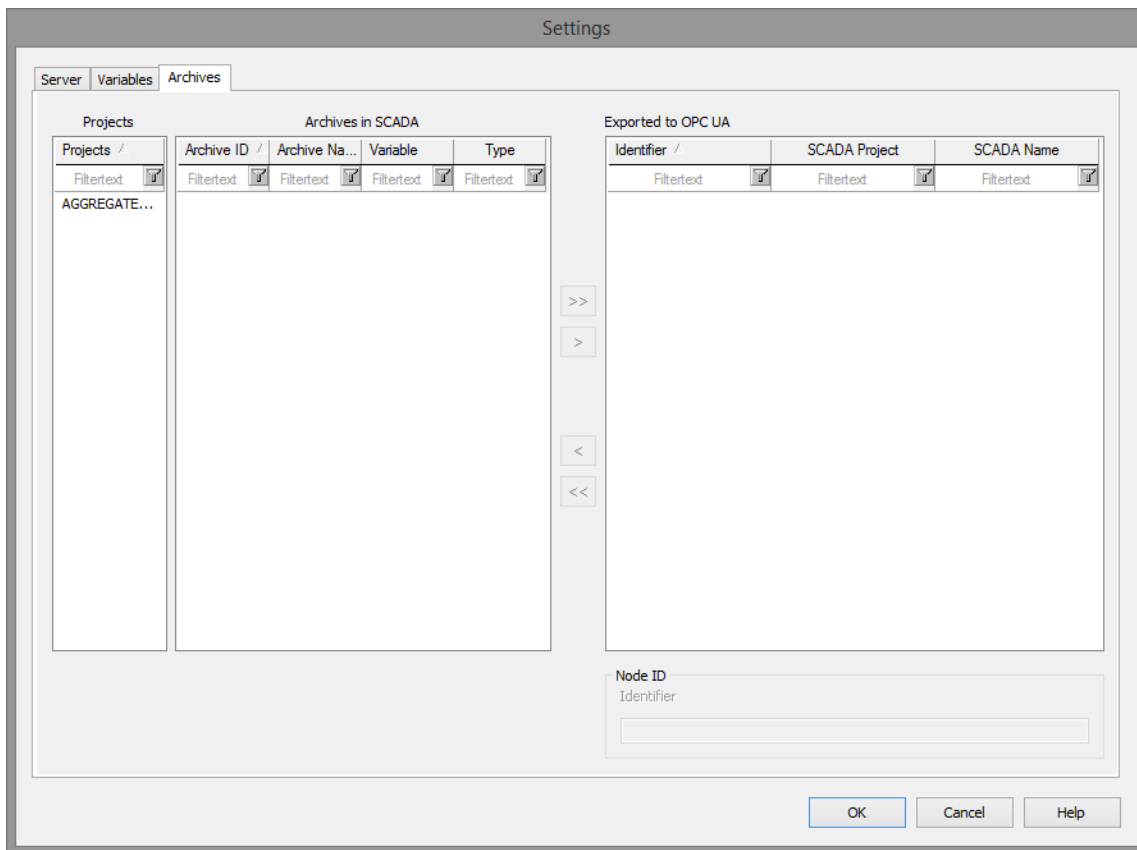 Settings
Server Variables Archives
Projects Archives in SCADA Exported to OPC UA
Projects Archive ID Archive Na... Variable Type Identifier SCADA Project SCADA Name
Filtertext Filtertext Filtertext Filtertext Filtertext Filtertext Filtertext Filtertext
AGGREGATE...
>>
>
<
<<
Node ID
Identifier
OK Cancel Help